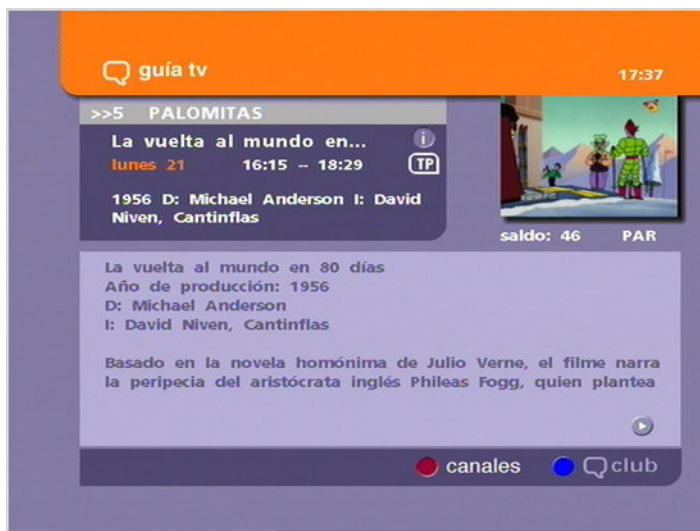 guía tv
17:37
>>5 PALOMITAS
La vuelta al mundo en... i
lunes 21 16:15 -- 18:29 TP
1956 D: Michael Anderson I: David
Niven, Cantinflas
saldo: 46 PAR
La vuelta al mundo en 80 días
Año de producción: 1956
D: Michael Anderson
I: David Niven, Cantinflas
Basado en la novela homónima de Julio Verne, el filme narra
la peripecia del aristócrata inglés Phileas Fogg, quien plantea
canales club